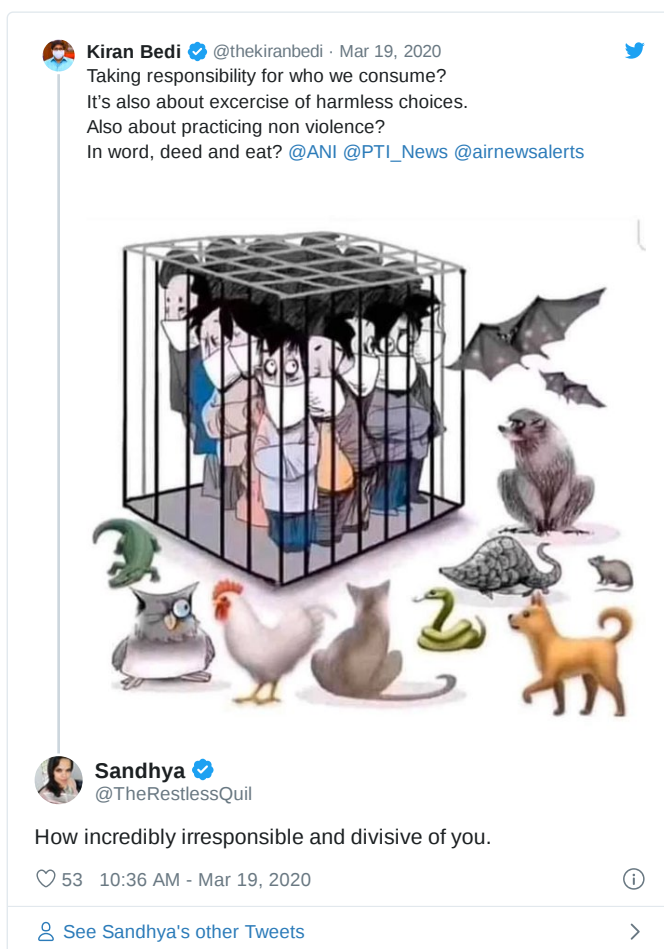 Kiran Bedi @thekiranbedi · Mar 19, 2020
Taking responsibility for who we consume?
It's also about excercise of harmless choices.
Also about practicing non violence?
In word, deed and eat? @ANI @PTI_News @airnewsalerts
Sandhya
@TheRestlessQuil
How incredibly irresponsible and divisive of you.
53 10:36 AM - Mar 19, 2020
See Sandhya's other Tweets